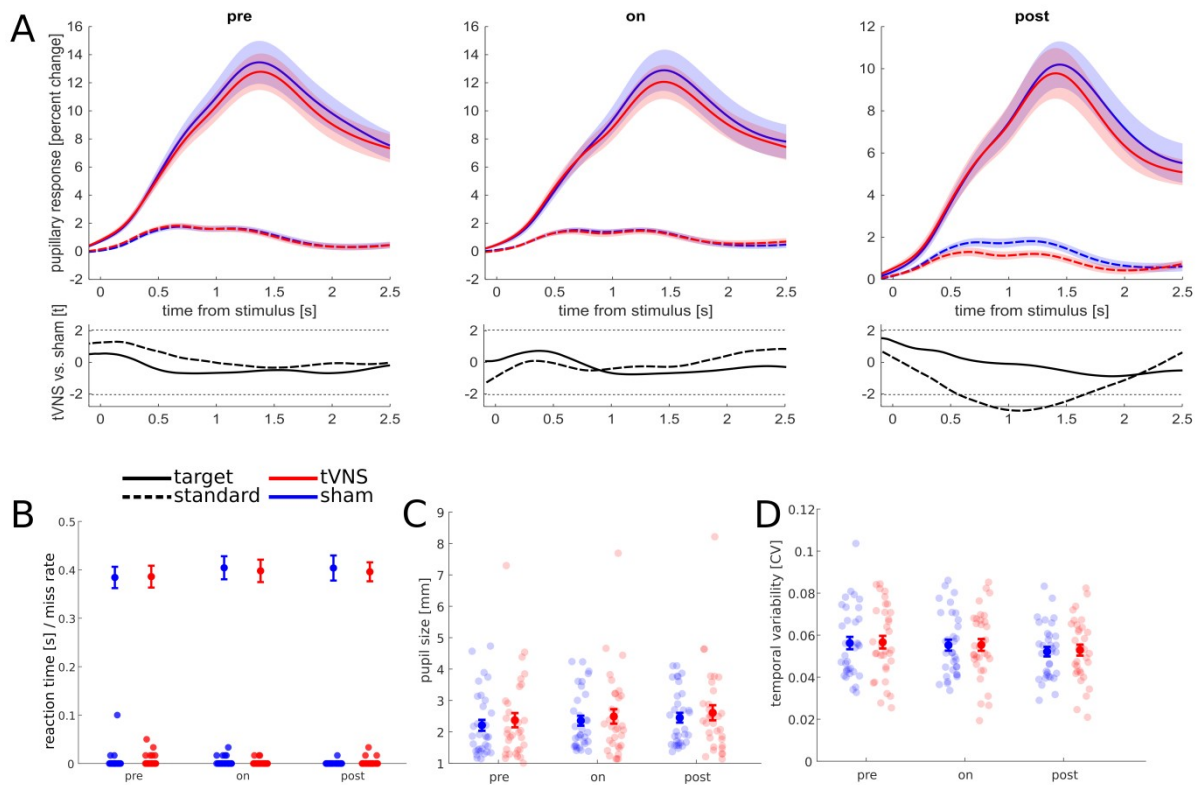 A
pre
on
post
pupillary response [percent change]
16
14
12
10
8
6
4
2
0
-2
0 0.5 1 1.5 2 2.5
time from stimulus [s]
16
14
12
10
8
6
4
2
0
-2
0 0.5 1 1.5 2 2.5
time from stimulus [s]
12
10
8
6
4
2
0
0 0.5 1 1.5 2 2.5
time from stimulus [s]
tVNS vs. sham [t]
2
0
-2
0 0.5 1 1.5 2 2.5
2
0
-2
0 0.5 1 1.5 2 2.5
2
0
-2
0 0.5 1 1.5 2 2.5
target tVNS
standard sham
B
reaction time [s] / miss rate
0.5
0.4
0.3
0.2
0.1
0
pre on post
C
pupil size [mm]
9
8
7
6
5
4
3
2
1
pre on post
D
temporal variability [CV]
0.12
0.1
0.08
0.06
0.04
0.02
0
pre on post